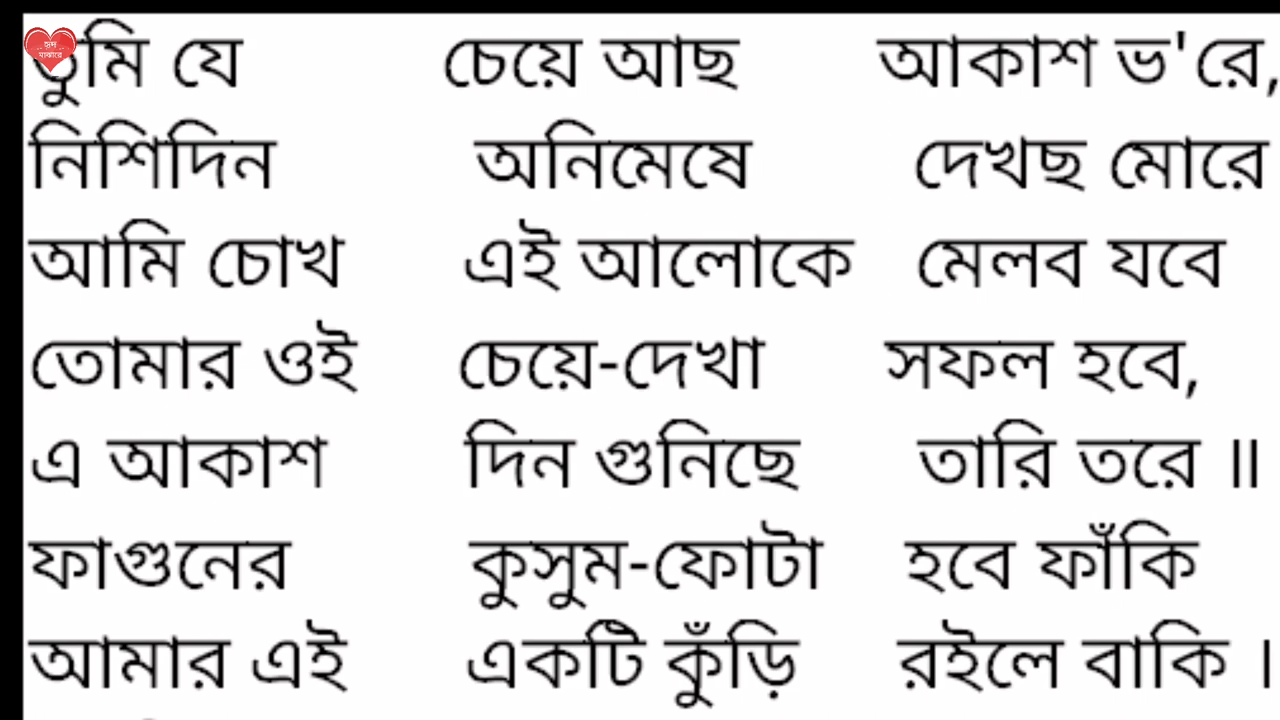 তুমি যে চেয়ে আছ আকাশ ভ'রে,
নিশিদিন অনিমেষে দেখছ মোরে
আমি চোখ এই আলোকে মেলব যবে
তোমার ওই চেয়ে-দেখা সফল হবে,
এ আকাশ দিন গুনিছে তারি তরে ॥
ফাগুনের কুসুম-ফোটা হবে ফাঁকি
আমার এই একটি কুঁড়ি রইলে বাকি ।